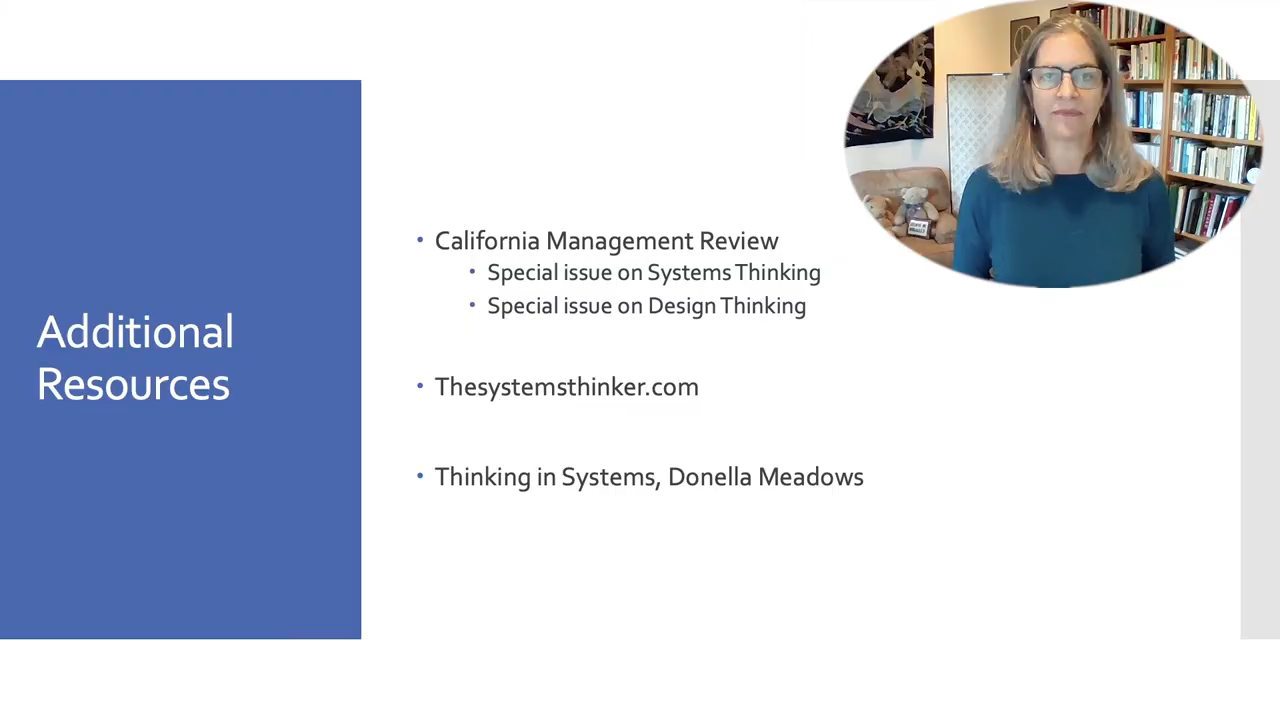 Additional
Resources
• California Management Review
• Special issue on Systems Thinking
• Special issue on Design Thinking
• Thesystemsthinker.com
• Thinking in Systems, Donella Meadows